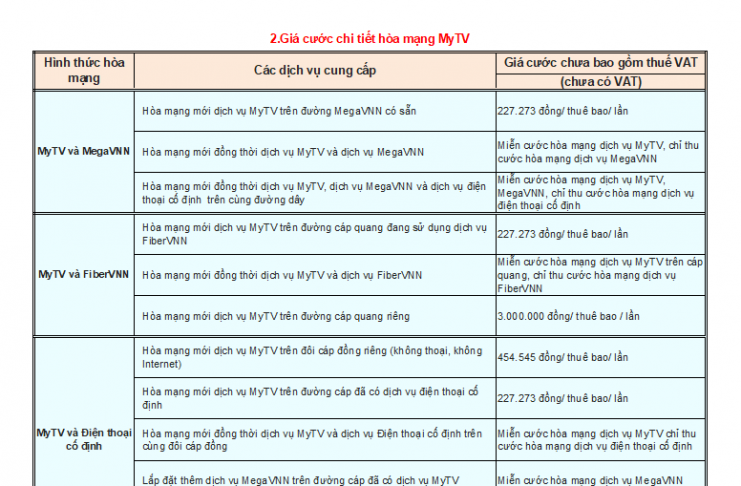 2.Giá cước chi tiết hòa mạng MyTV
Hình thức hòa
mạng
Các dịch vụ cung cấp
Giá cước chưa bao gồm thuế VAT
(chưa có VAT)
MyTV và MegaVNN
Hòa mạng mới dịch vụ MyTV trên đường MegaVNN có sẵn
227.273 đồng/ thuê bao/ lần
Hòa mạng mới đồng thời dịch vụ MyTV và dịch vụ MegaVNN
Miễn cước hòa mạng dịch vụ MyTV, chỉ thu
cước hòa mạng dịch vụ MegaVNN
Hòa mạng mới đồng thời dịch vụ MyTV, dịch vụ MegaVNN và dịch vụ điện
thoại cố định trên cùng đường dây
Miễn cước hòa mạng dịch vụ MyTV,
MegaVNN, chỉ thu cước hòa mạng dịch vụ
điện thoại cố định
MyTV và FiberVNN
Hòa mạng mới dịch vụ MyTV trên đường cáp quang đang sử dụng dịch vụ
FiberVNN
227.273 đồng/ thuê bao/ lần
Hòa mạng mới đồng thời dịch vụ MyTV và dịch vụ FiberVNN
Miễn cước hòa mạng dịch vụ MyTV trên cáp
quang, chỉ thu cước hòa mạng dịch vụ
FiberVNN
Hòa mạng mới dịch vụ MyTV trên đường cáp quang riêng
3.000.000 đồng/ thuê bao / lần
MyTV và Điện thoại
cố định
Hòa mạng mới dịch vụ MyTV trên đôi cáp đồng riêng (không thoại, không
Internet)
454.545 đồng/ thuê bao/ lần
Hòa mạng mới dịch vụ MyTV trên đường cáp đã có dịch vụ điện thoại cố
định
227.273 đồng/ thuê bao/ lần
Hòa mạng mới đồng thời dịch vụ MyTV và dịch vụ Điện thoại cố định trên
cùng đôi cáp đồng
Miễn cước hòa mạng dịch vụ MyTV chỉ thu
cước hòa mạng dịch vụ điện thoại cố định
Lắp đặt thêm dịch vụ MegaVNN trên đường cáp đã có dịch vụ MyTV
Miễn cước hòa mạng dịch vụ MegaVNN